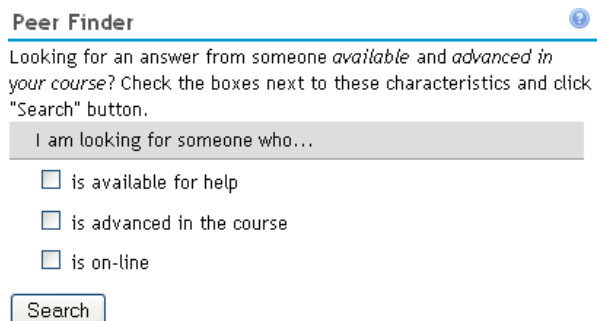 Peer Finder
Looking for an answer from someone available and advanced in
your course? Check the boxes next to these characteristics and click
"Search" button.
I am looking for someone who...
is available for help
is advanced in the course
is on-line
Search